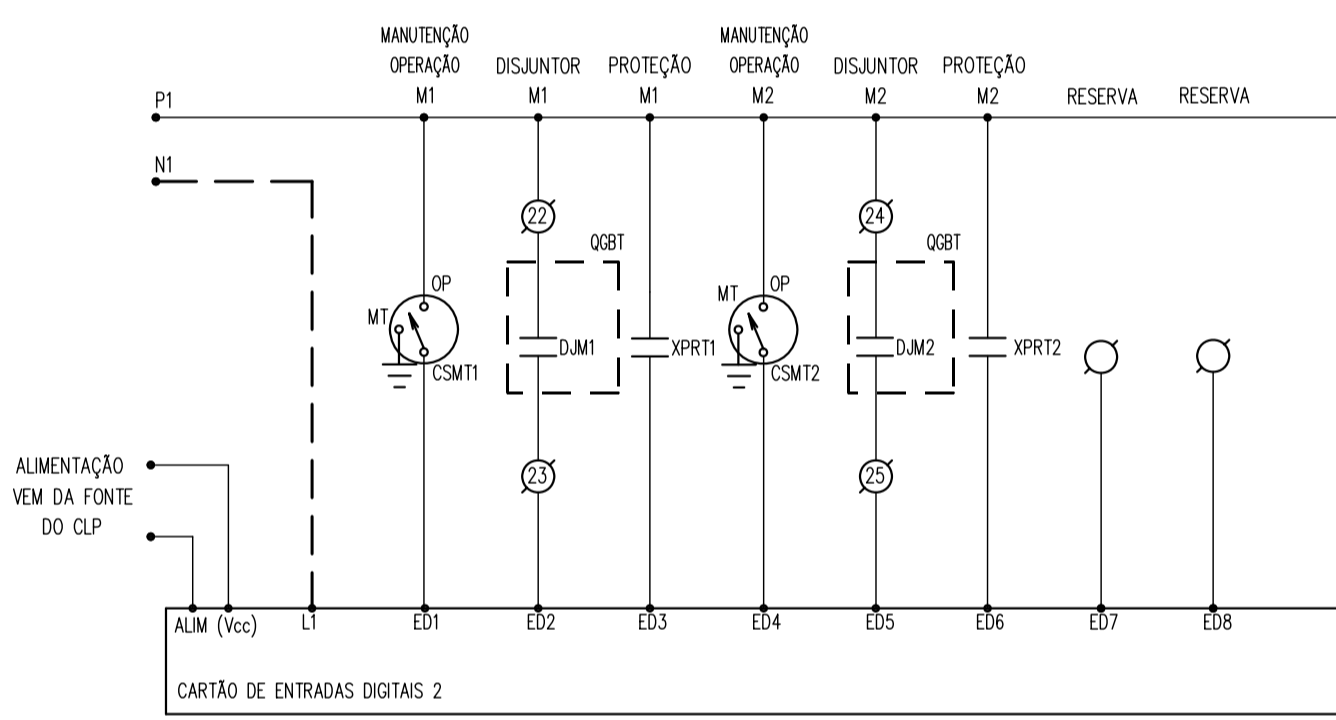 MANUTENÇÃO
OPERAÇÃO
M1
DISJUNTOR
M1
PROTEÇÃO
M1
MANUTENÇÃO
OPERAÇÃO
M2
DISJUNTOR
M2
PROTEÇÃO
M2
RESERVA
RESERVA
P1
N1
22
QGBT
24
QGBT
OP
MT
CSMT1
DJM1
XPRT1
OP
MT
CSMT2
DJM2
XPRT2
23
25
ALIMENTAÇÃO
VEM DA FONTE
DO CLP
ALIM (Vcc)
L1
ED1
ED2
ED3
ED4
ED5
ED6
ED7
ED8
CARTÃO DE ENTRADAS DIGITAIS 2